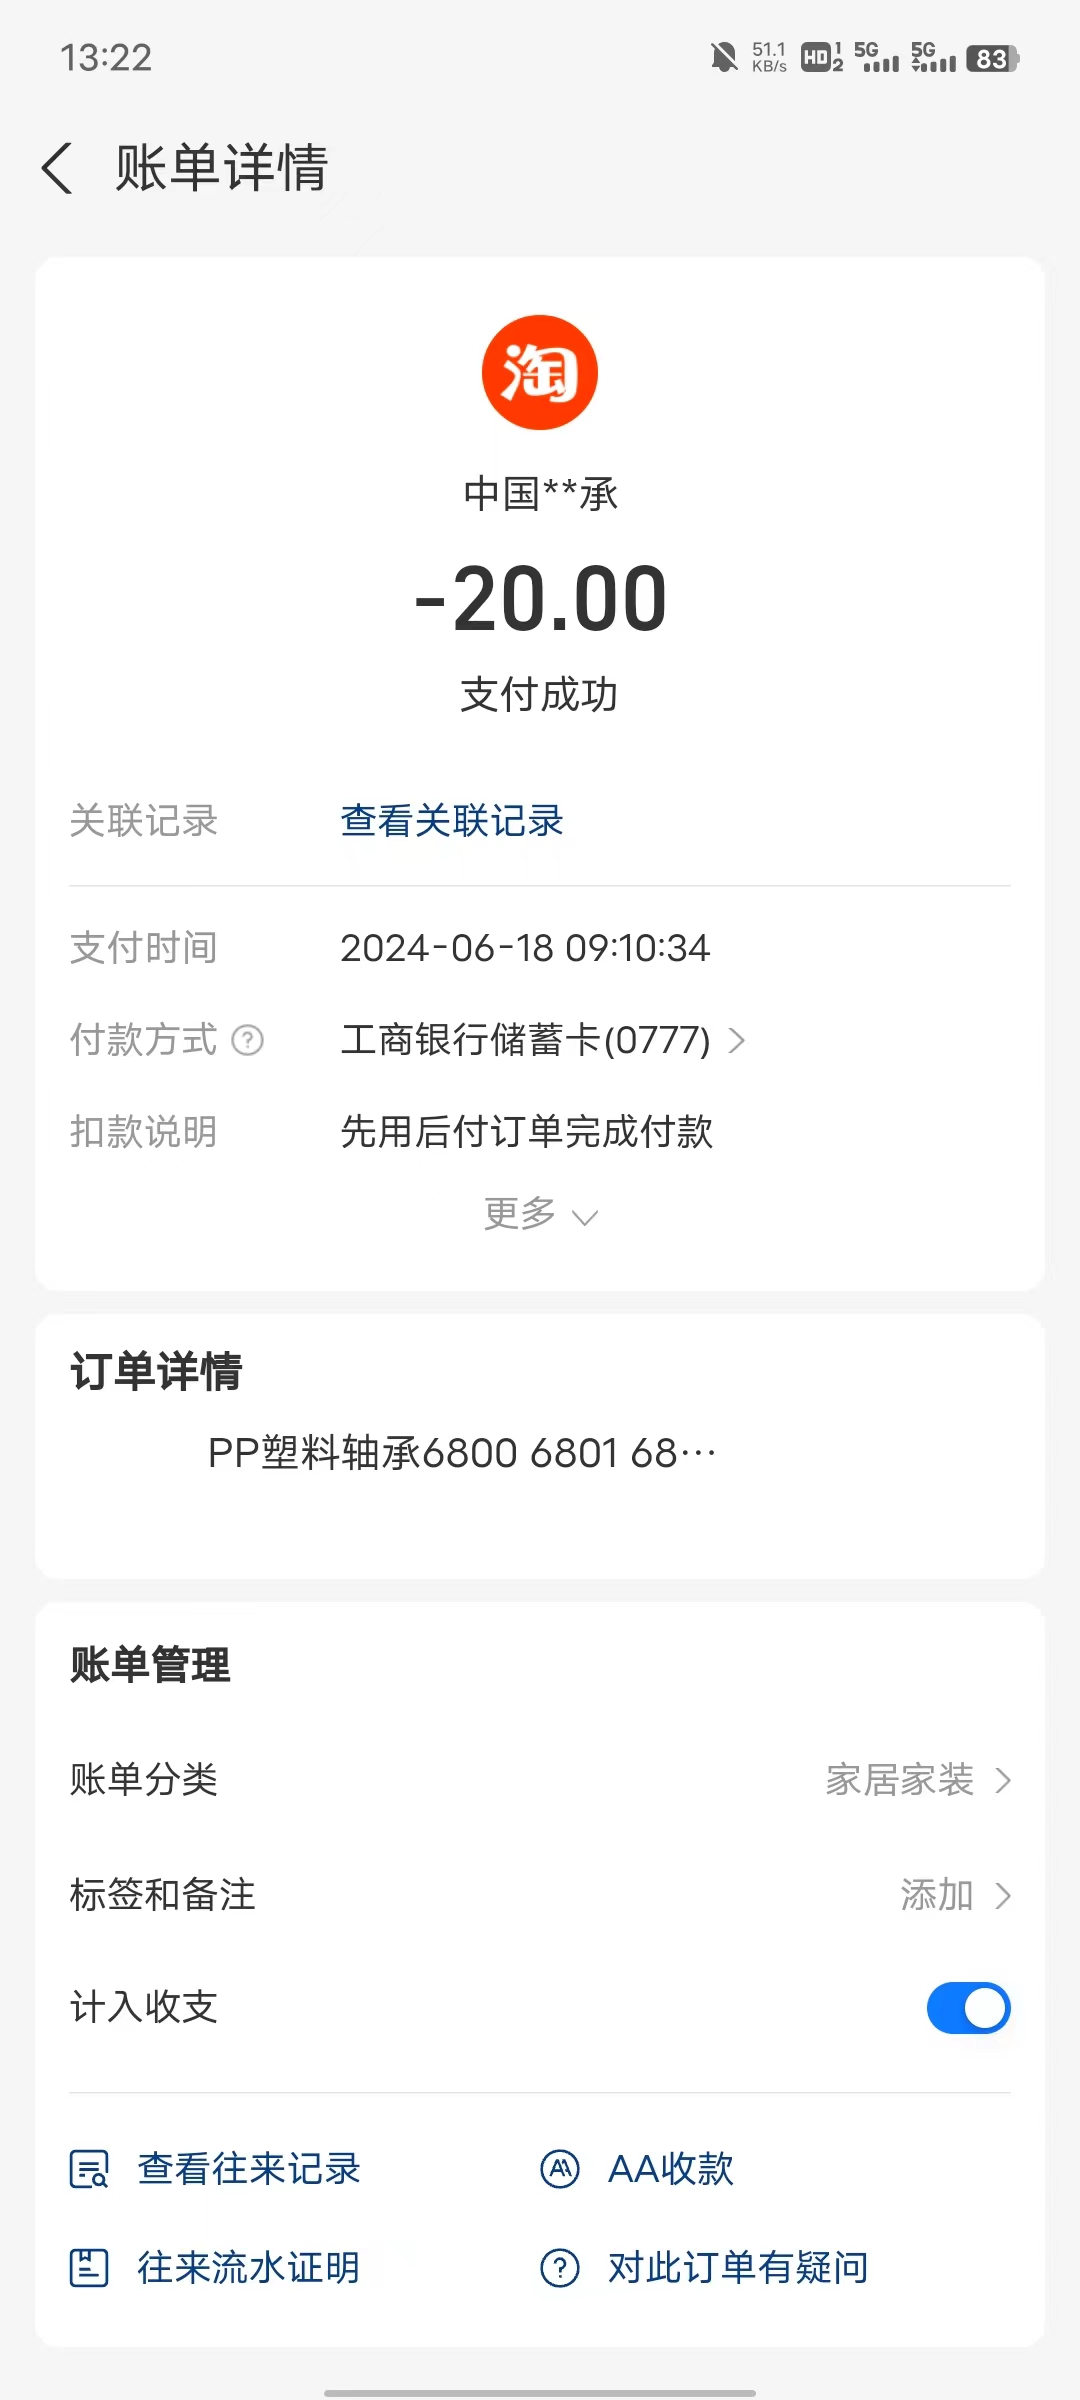 13:22
51.1 KB/s HD 1 2 5G 5G 83
账单详情
淘
中国**承
-20.00
支付成功
关联记录 查看关联记录
支付时间 2024-06-18 09:10:34
付款方式 ? 工商银行储蓄卡(0777)
扣款说明 先用后付订单完成付款
更多
订单详情
PP塑料轴承6800 6801 68…
账单管理
账单分类 家居家装
标签和备注 添加
计入收支
查看往来记录 AA收款
往来流水证明 对此订单有疑问